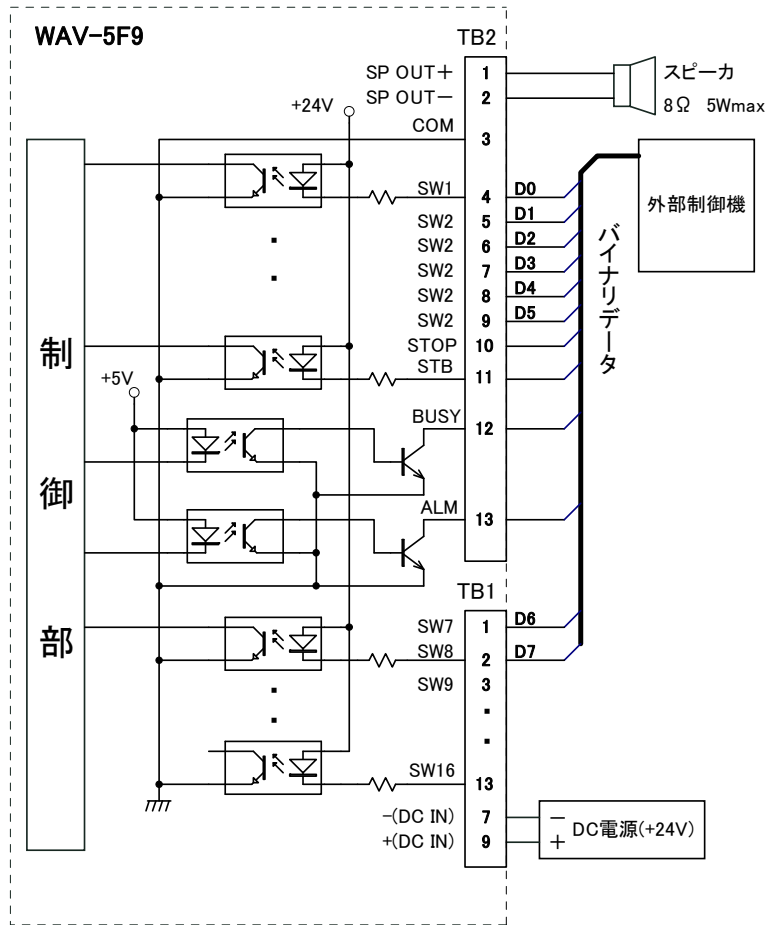 WAV-5F9
TB2
SP OUT+ 1
SP OUT− 2
スピーカ
8Ω 5Wmax
+24V
COM 3
外部制御機
SW1 4 D0
SW2 5 D1
SW2 6 D2
SW2 7 D3
SW2 8 D4
SW2 9 D5
STOP 10
STB 11
バイナリデータ
+5V
BUSY 12
ALM 13
制御部
TB1
SW7 1 D6
SW8 2 D7
SW9 3
SW16 13
−(DC IN) 7
+(DC IN) 9
− DC電源(+24V)
+